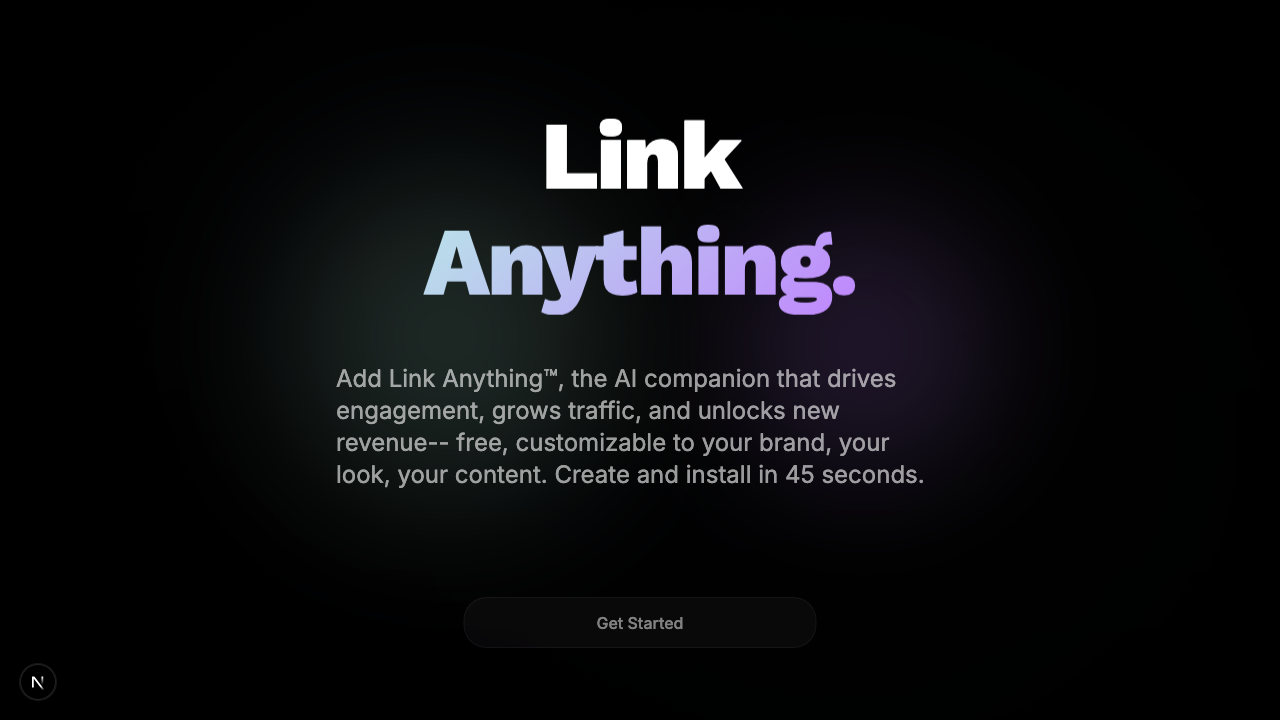 Link
Anything.
Add Link Anything™, the AI companion that drives
engagement, grows traffic, and unlocks new
revenue-- free, customizable to your brand, your
look, your content. Create and install in 45 seconds.
Get Started
N